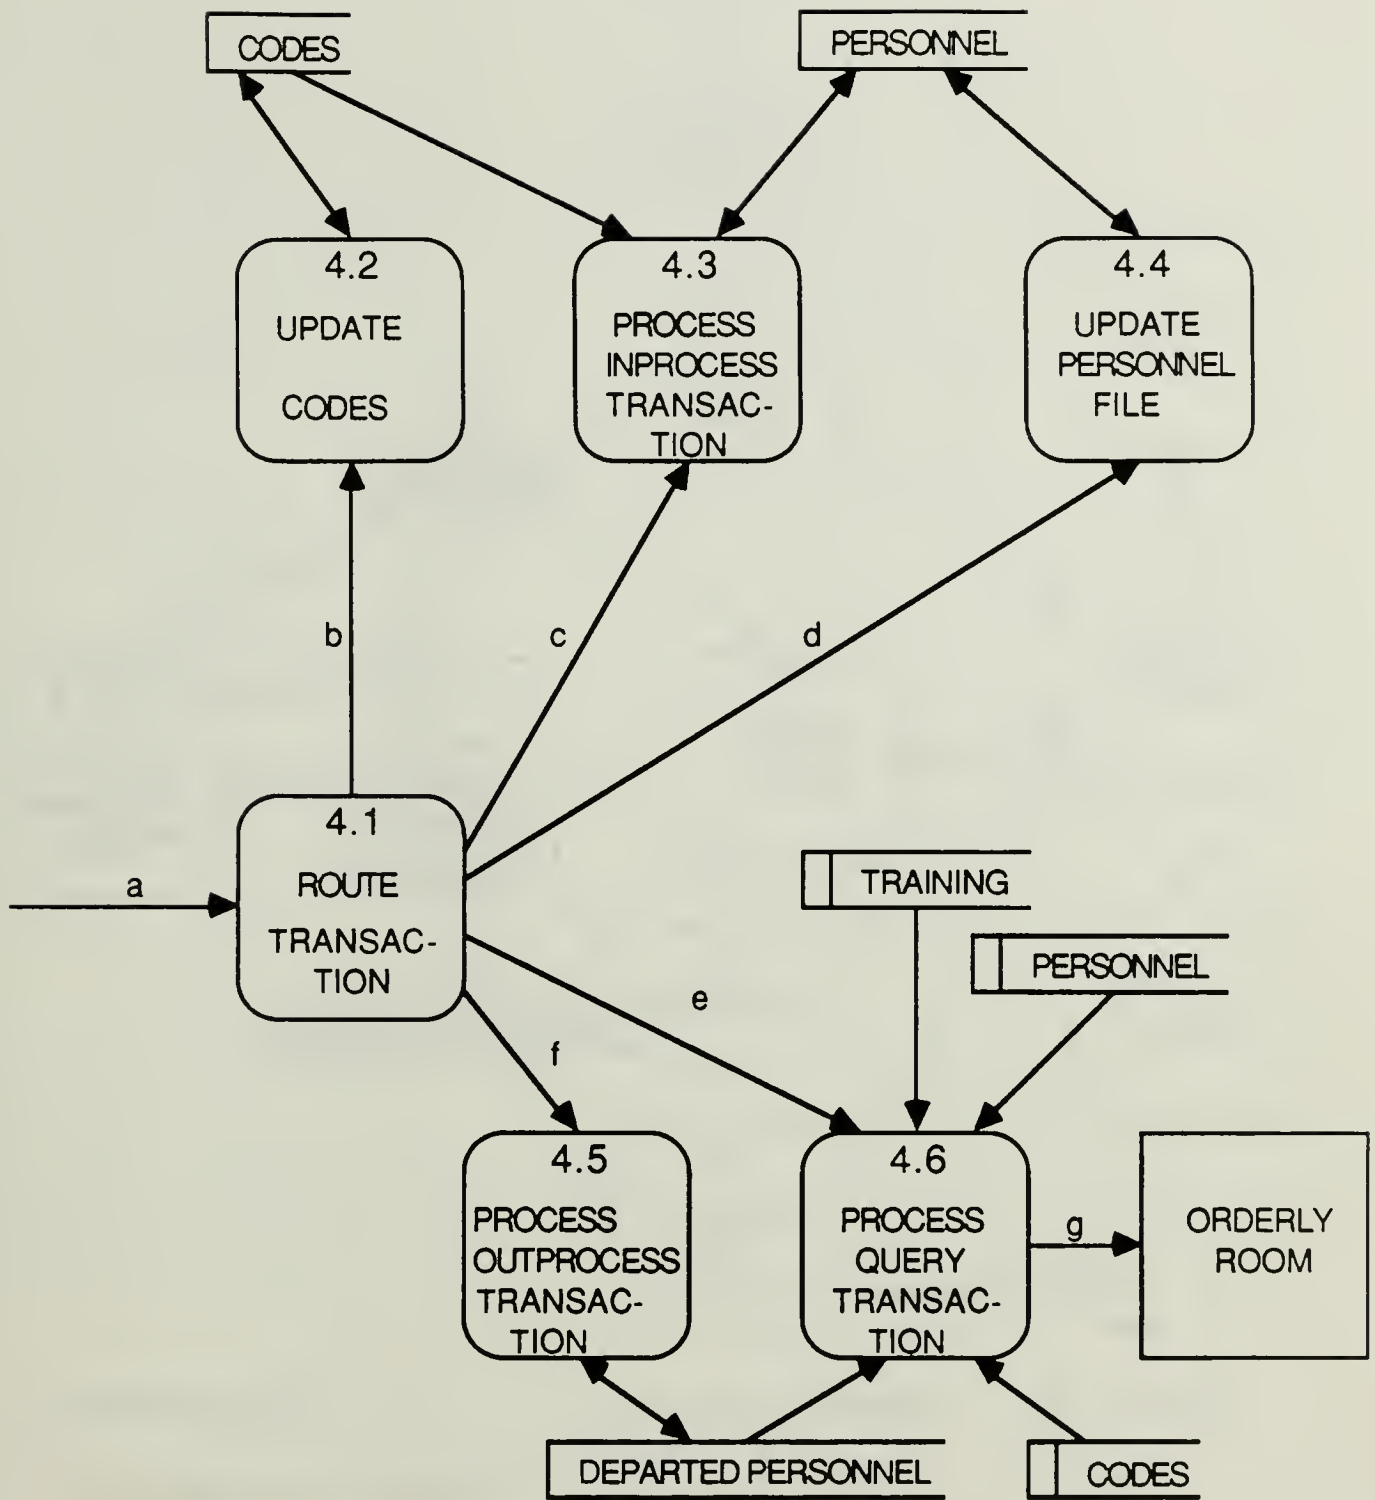 CODES
PERSONNEL
4.2
UPDATE
CODES
4.3
PROCESS
INPROCESS
TRANSAC-
TION
4.4
UPDATE
PERSONNEL
FILE
b
c
d
a
4.1
ROUTE
TRANSAC-
TION
TRAINING
PERSONNEL
e
f
4.5
PROCESS
OUTPROCESS
TRANSAC-
TION
4.6
PROCESS
QUERY
TRANSAC-
TION
g
ORDERLY
ROOM
DEPARTED PERSONNEL
CODES